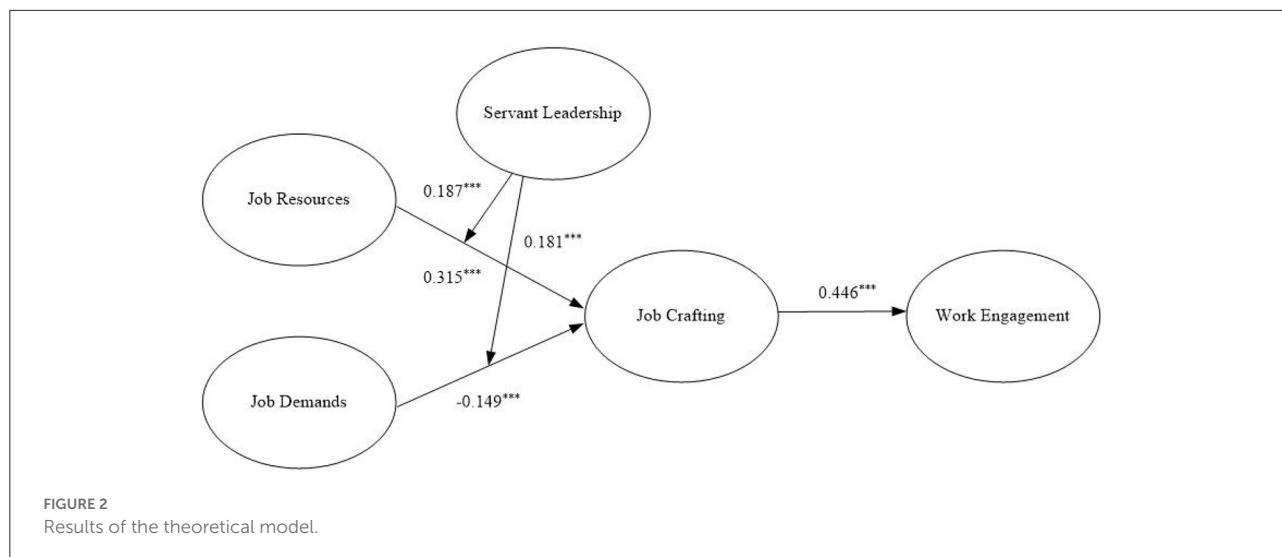 Servant Leadership
Job Resources
0.187***
0.181***
0.315***
Job Crafting
0.446***
Work Engagement
Job Demands
-0.149***
FIGURE 2
Results of the theoretical model.